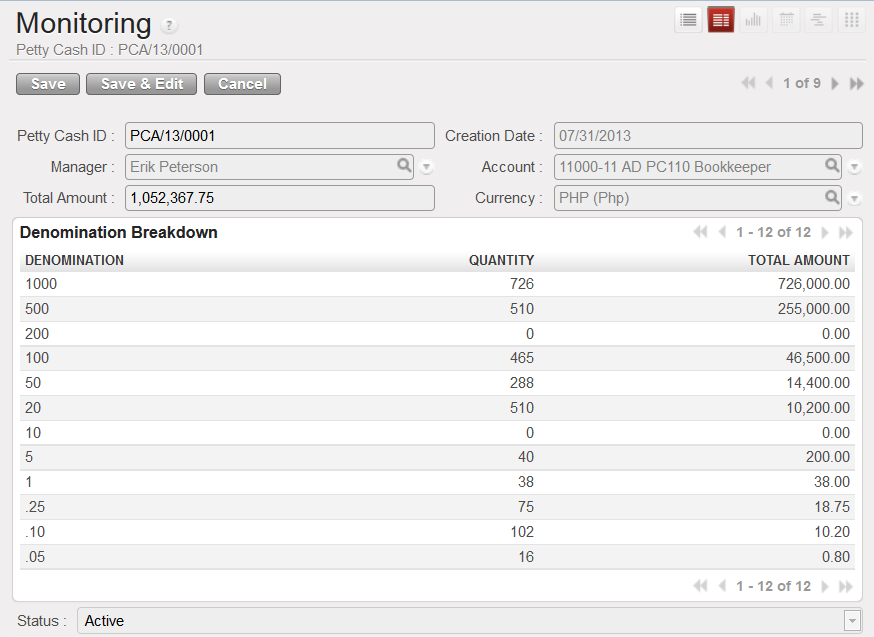 Monitoring ?
Petty Cash ID : PCA/13/0001
Save Save & Edit Cancel 1 of 9
Petty Cash ID : PCA/13/0001 Creation Date : 07/31/2013
Manager : Erik Peterson Account : 11000-11 AD PC110 Bookkeeper
Total Amount : 1,052,367.75 Currency : PHP (Php)
Denomination Breakdown 1 - 12 of 12
DENOMINATION QUANTITY TOTAL AMOUNT
1000 726 726,000.00
500 510 255,000.00
200 0 0.00
100 465 46,500.00
50 288 14,400.00
20 510 10,200.00
10 0 0.00
5 40 200.00
1 38 38.00
.25 75 18.75
.10 102 10.20
.05 16 0.80
1 - 12 of 12
Status : Active